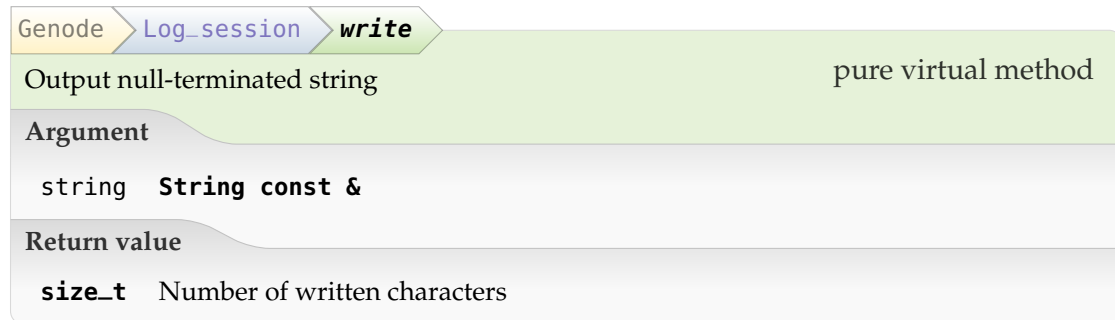 Genode Log_session write
Output null-terminated string pure virtual method
Argument
string String const &
Return value
size_t Number of written characters